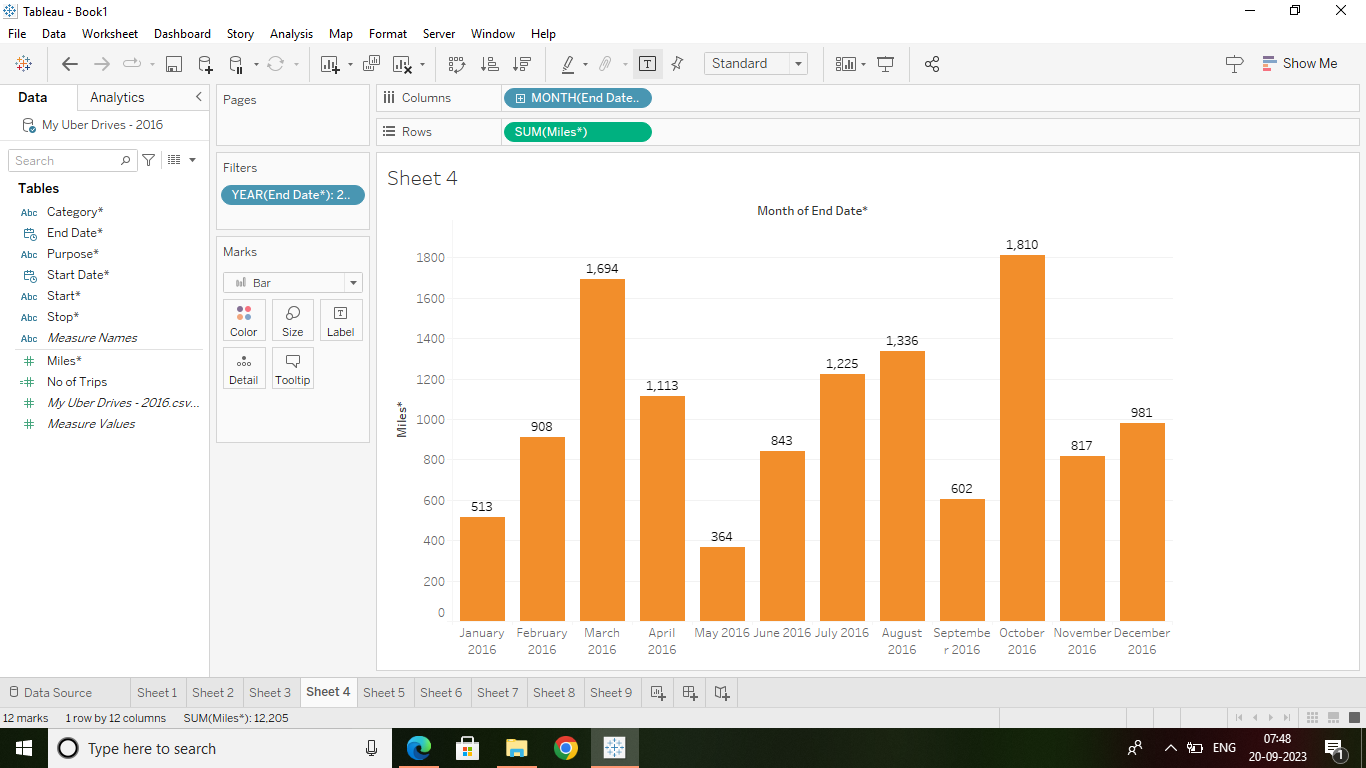 Tableau - Book1
File Data Worksheet Dashboard Story Analysis Map Format Server Window Help
Standard
Show Me
Data Analytics
My Uber Drives - 2016
Search
Tables
Abc Category*
End Date*
Abc Purpose*
Start Date*
Abc Start*
Abc Stop*
Abc Measure Names
# Miles*
=# No of Trips
# My Uber Drives - 2016.csv...
# Measure Values
Pages
Filters
YEAR(End Date*): 2..
Marks
Bar
Color Size Label
Detail Tooltip
Columns MONTH(End Date..
Rows SUM(Miles*)
Sheet 4
Month of End Date*
Miles*
1800
1600
1400
1200
1000
800
600
400
200
0
513
908
1,694
1,113
364
843
1,225
1,336
602
1,810
817
981
January
2016
February
2016
March
2016
April
2016
May 2016
June 2016
July 2016
August
2016
Septembe
r 2016
October
2016
November
2016
December
2016
Data Source Sheet 1 Sheet 2 Sheet 3 Sheet 4 Sheet 5 Sheet 6 Sheet 7 Sheet 8 Sheet 9
12 marks 1 row by 12 columns SUM(Miles*): 12,205
Type here to search
ENG
07:48
20-09-2023
1